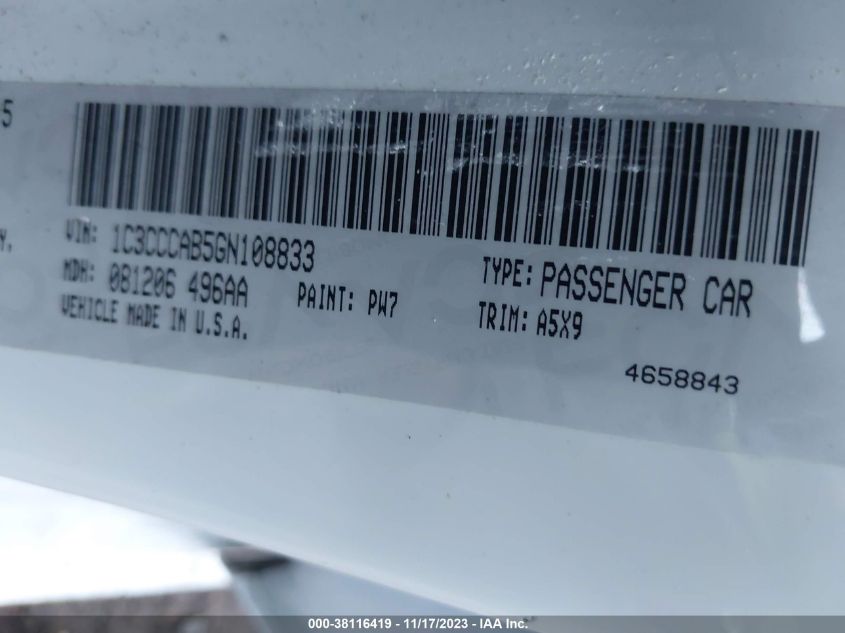 5
Y,
VIN: 1C3CCCAB5GN108833
TYPE: PASSENGER CAR
MDH: 081206 496AA
PAINT: PW7
TRIM: A5X9
VEHICLE MADE IN U.S.A.
4658843
000-38116419 - 11/17/2023 - IAA Inc.